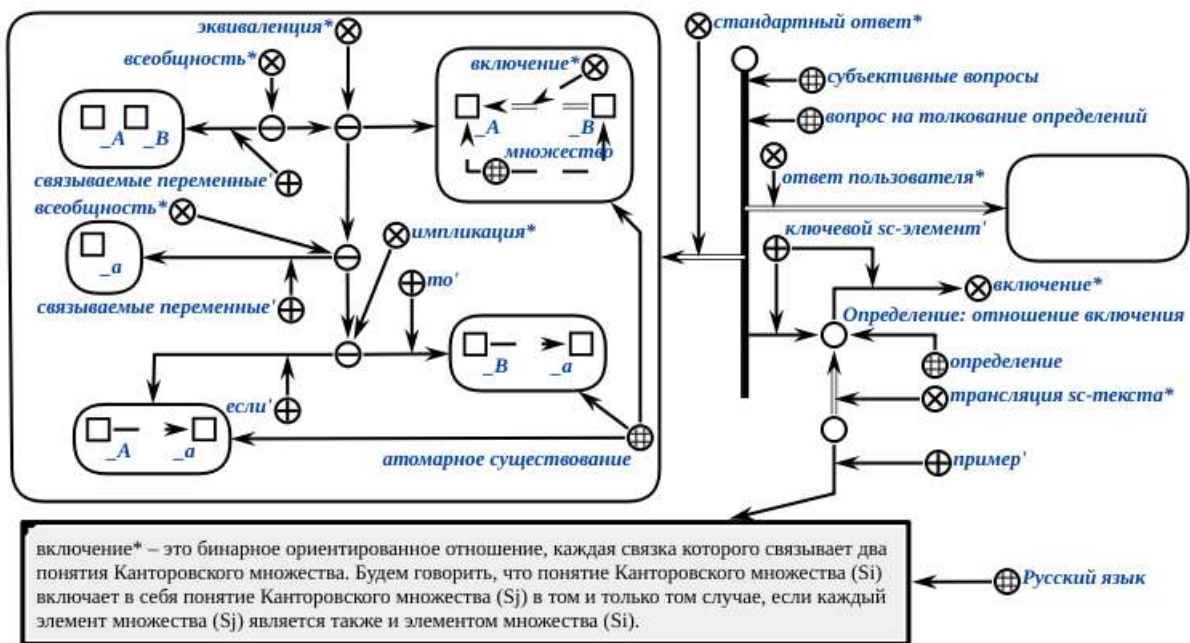 эквиваленция*
стандартный ответ*
всеобщность*
включение*
субъективные вопросы
_A _B
_A _B
вопрос на толкование определений
множество
связываемые переменные'
ответ пользователя*
всеобщность*
импликация*
ключевой sc-элемент'
_a
то'
включение*
связываемые переменные'
Определение: отношение включения
_B _a
определение
если'
трансляция sc-текста*
_A _a
атомарное существование
пример'
включение* – это бинарное ориентированное отношение, каждая связка которого связывает два
понятия Канторовского множества. Будем говорить, что понятие Канторовского множества (Si)
включает в себя понятие Канторовского множества (Sj) в том и только том случае, если каждый
элемент множества (Sj) является также и элементом множества (Si).
Русский язык